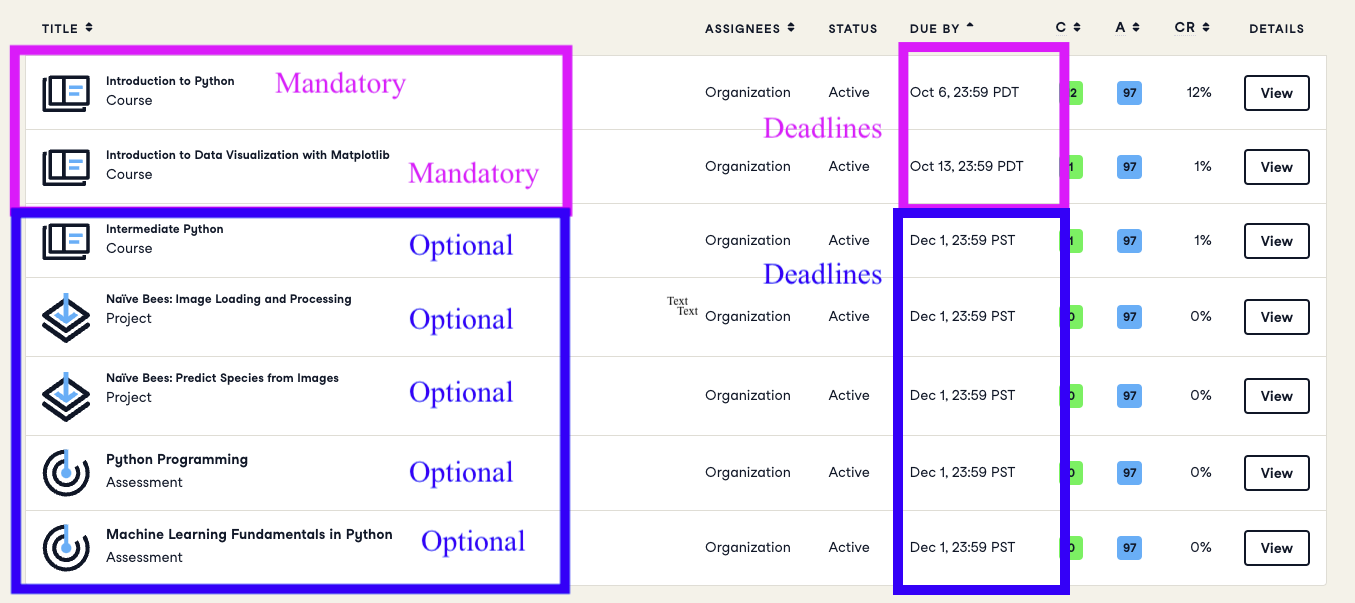 TITLE ASSIGNEES STATUS DUE BY C A CR DETAILS
Introduction to Python
Course
Mandatory
Organization Active Oct 6, 23:59 PDT 2 97 12% View
Deadlines
Introduction to Data Visualization with Matplotlib
Course
Mandatory
Organization Active Oct 13, 23:59 PDT 1 97 1% View
Intermediate Python
Course
Optional
Organization Active Dec 1, 23:59 PST 1 97 1% View
Deadlines
Naïve Bees: Image Loading and Processing
Project
Optional
Text
Text
Organization Active Dec 1, 23:59 PST 0 97 0% View
Naïve Bees: Predict Species from Images
Project
Optional
Organization Active Dec 1, 23:59 PST 0 97 0% View
Python Programming
Assessment
Optional
Organization Active Dec 1, 23:59 PST 0 97 0% View
Machine Learning Fundamentals in Python
Assessment
Optional
Organization Active Dec 1, 23:59 PST 0 97 0% View